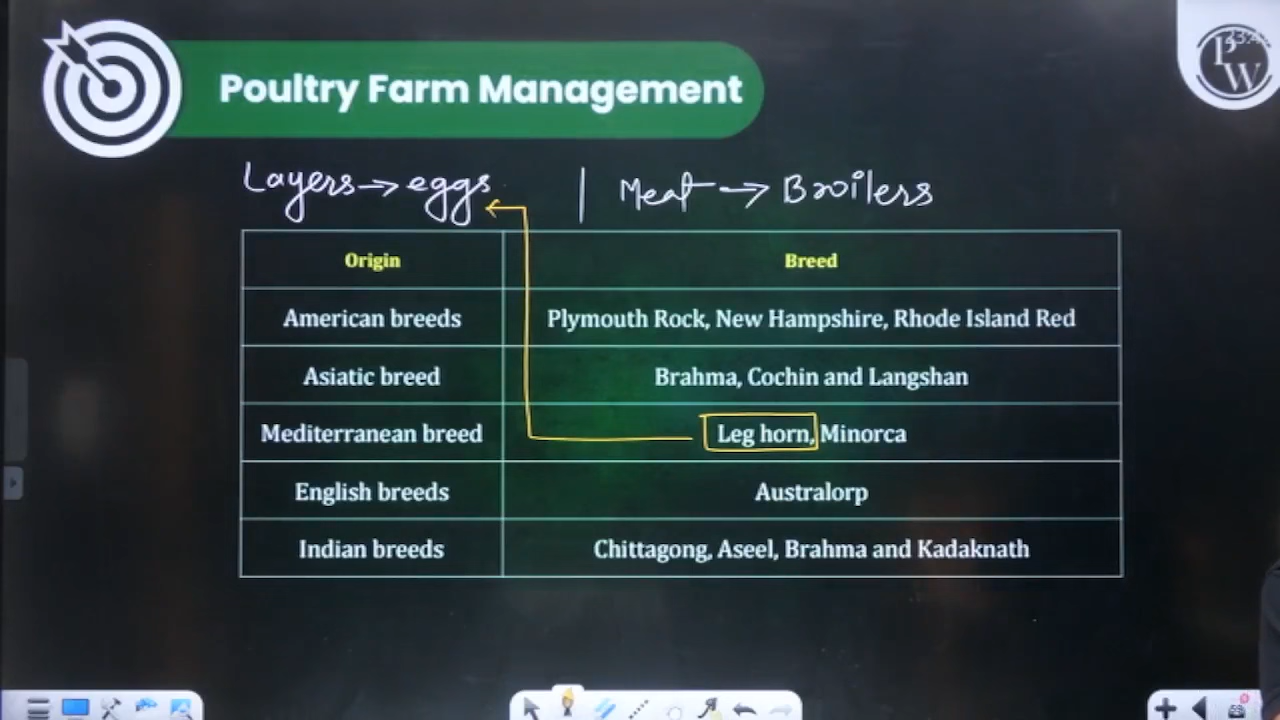 Poultry Farm Management
PW
Layers → eggs | Meat → Broilers
Origin Breed
American breeds Plymouth Rock, New Hampshire, Rhode Island Red
Asiatic breed Brahma, Cochin and Langshan
Mediterranean breed Leg horn, Minorca
English breeds Australorp
Indian breeds Chittagong, Aseel, Brahma and Kadaknath